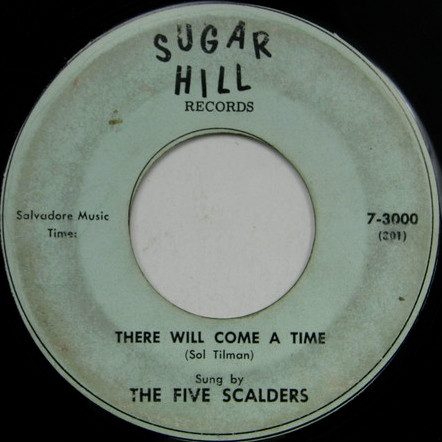 SUGAR
HILL
RECORDS
Salvadore Music
Time:
7-3000
(201)
THERE WILL COME A TIME
(Sol Tilman)
Sung by
THE FIVE SCALDERS